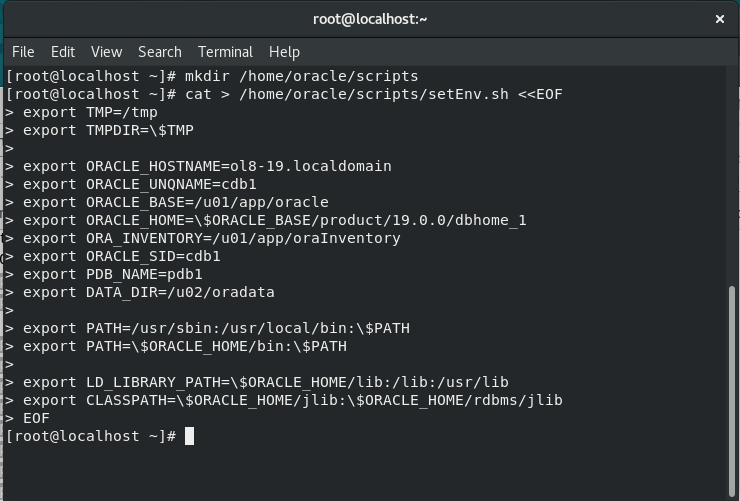 root@localhost:~
File Edit View Search Terminal Help
[root@localhost ~]# mkdir /home/oracle/scripts
[root@localhost ~]# cat > /home/oracle/scripts/setEnv.sh <<EOF
> export TMP=/tmp
> export TMPDIR=\$TMP
>
> export ORACLE_HOSTNAME=ol8-19.localdomain
> export ORACLE_UNQNAME=cdb1
> export ORACLE_BASE=/u01/app/oracle
> export ORACLE_HOME=\$ORACLE_BASE/product/19.0.0/dbhome_1
> export ORA_INVENTORY=/u01/app/oraInventory
> export ORACLE_SID=cdb1
> export PDB_NAME=pdb1
> export DATA_DIR=/u02/oradata
>
> export PATH=/usr/sbin:/usr/local/bin:\$PATH
> export PATH=\$ORACLE_HOME/bin:\$PATH
>
> export LD_LIBRARY_PATH=\$ORACLE_HOME/lib:/lib:/usr/lib
> export CLASSPATH=\$ORACLE_HOME/jlib:\$ORACLE_HOME/rdbms/jlib
> EOF
[root@localhost ~]#